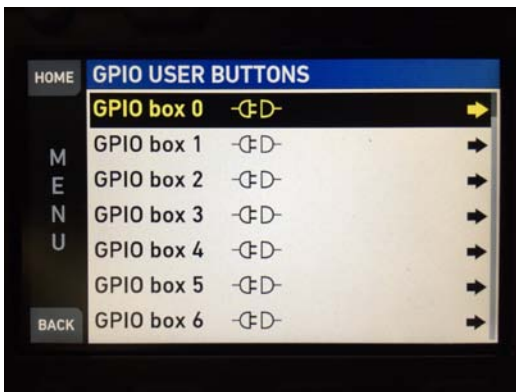 HOME
GPIO USER BUTTONS
GPIO box 0
GPIO box 1
GPIO box 2
GPIO box 3
GPIO box 4
GPIO box 5
GPIO box 6
MENU
BACK